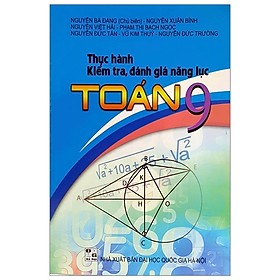 NGUYỄN BÁ ĐANG (Chủ biên) - NGUYỄN XUÂN BÌNH
NGUYỄN VIỆT HẢI - PHẠM THỊ BẠCH NGỌC
NGUYỄN ĐỨC TẤN - VŨ KIM THUỶ - NGUYỄN ĐỨC TRƯỜNG
Thực hành
Kiểm tra, đánh giá năng lực
TOÁN 9
NHÀ XUẤT BẢN ĐẠI HỌC QUỐC GIA HÀ NỘI